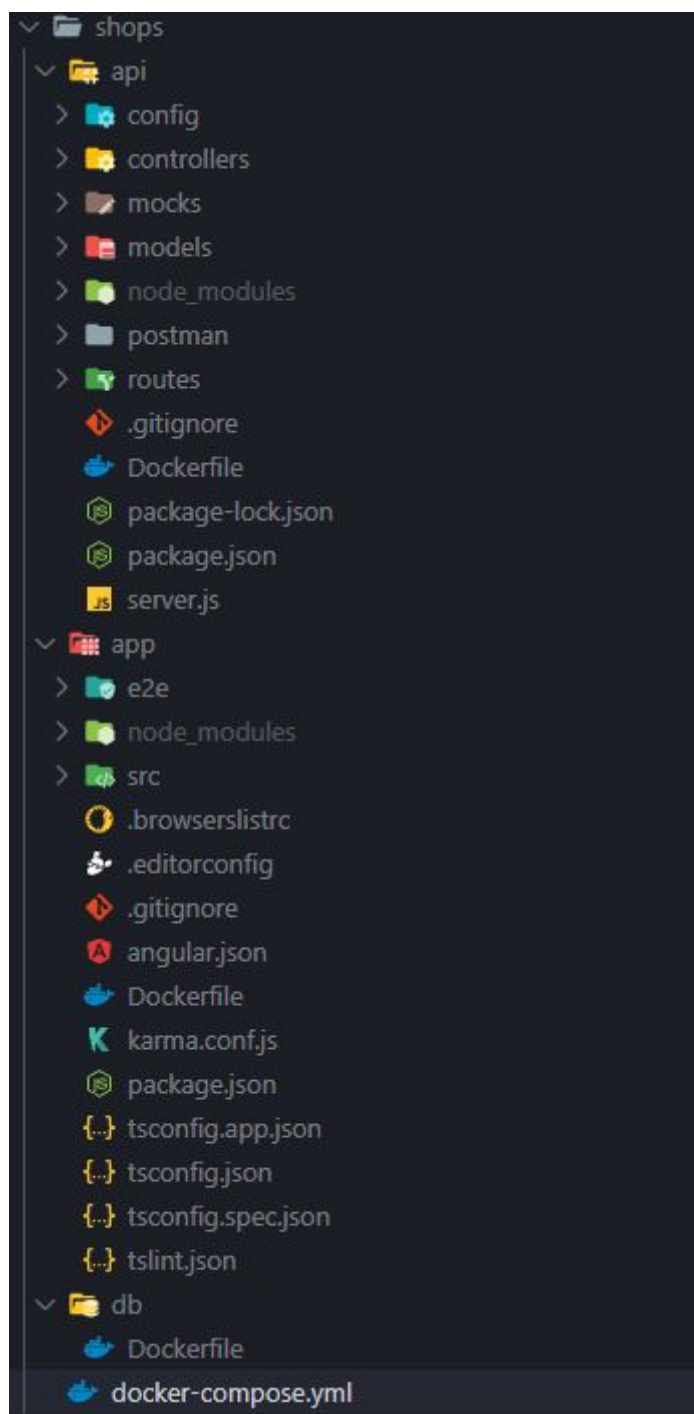 shops
api
config
controllers
mocks
models
node_modules
postman
routes
.gitignore
Dockerfile
package-lock.json
package.json
JS server.js
app
e2e
node_modules
src
.browserslistrc
.editorconfig
.gitignore
angular.json
Dockerfile
karma.conf.js
package.json
{..} tsconfig.app.json
{..} tsconfig.json
{..} tsconfig.spec.json
{..} tslint.json
db
Dockerfile
docker-compose.yml